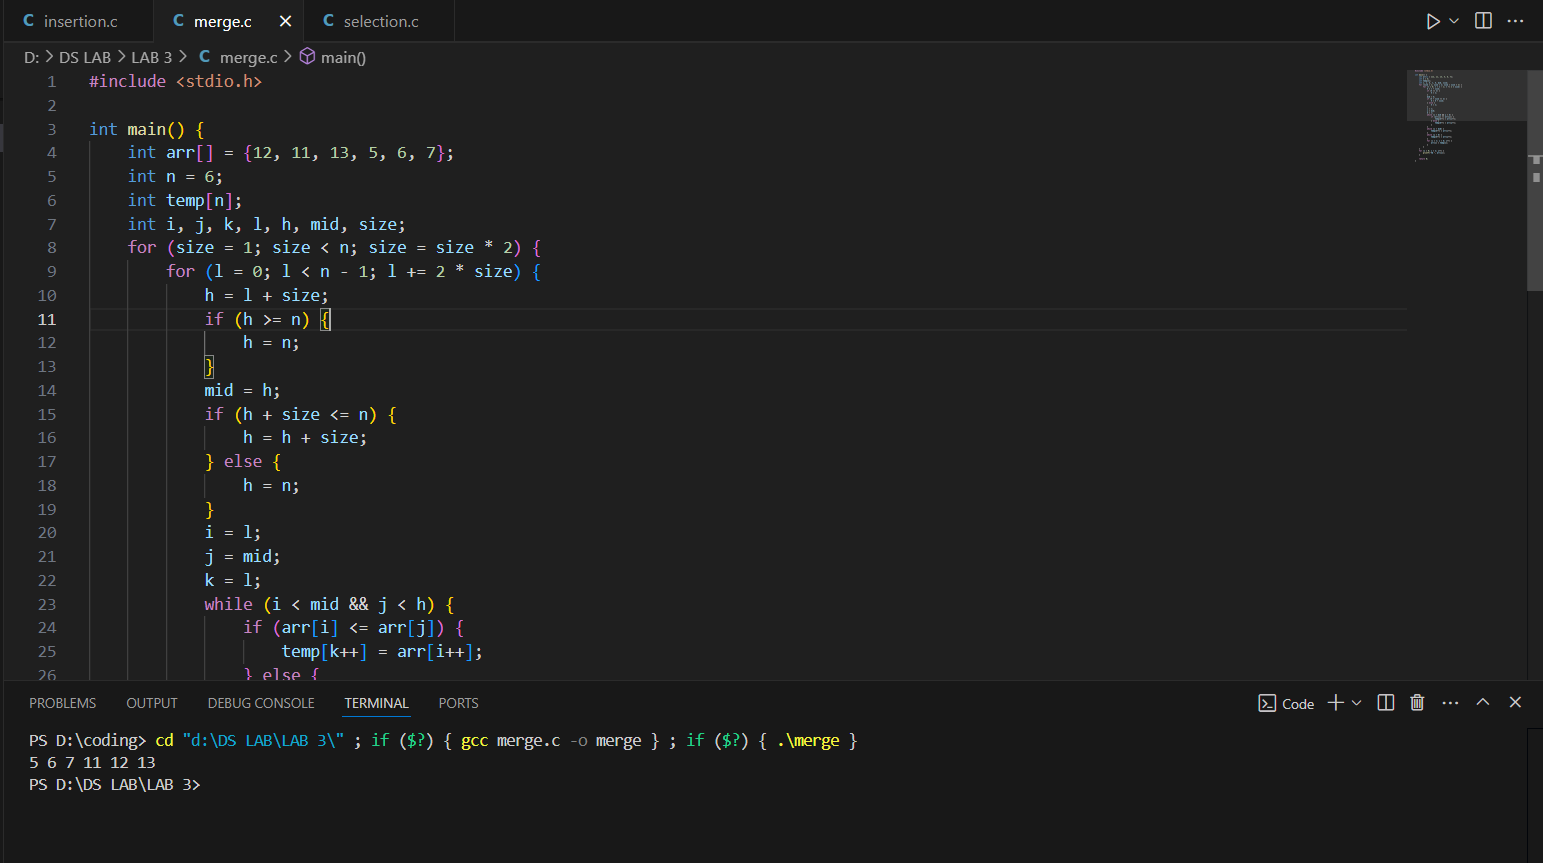 C insertion.c C merge.c × C selection.c
D: > DS LAB > LAB 3 > C merge.c > main()
1 #include <stdio.h>
2
3 int main() {
4 int arr[] = {12, 11, 13, 5, 6, 7};
5 int n = 6;
6 int temp[n];
7 int i, j, k, l, h, mid, size;
8 for (size = 1; size < n; size = size * 2) {
9 for (l = 0; l < n - 1; l += 2 * size) {
10 h = l + size;
11 if (h >= n) {
12 h = n;
13 }
14 mid = h;
15 if (h + size <= n) {
16 h = h + size;
17 } else {
18 h = n;
19 }
20 i = l;
21 j = mid;
22 k = l;
23 while (i < mid && j < h) {
24 if (arr[i] <= arr[j]) {
25 temp[k++] = arr[i++];
26 } else {
PROBLEMS OUTPUT DEBUG CONSOLE TERMINAL PORTS Code
PS D:\coding> cd "d:\DS LAB\LAB 3\" ; if ($?) { gcc merge.c -o merge } ; if ($?) { .\merge }
5 6 7 11 12 13
PS D:\DS LAB\LAB 3>